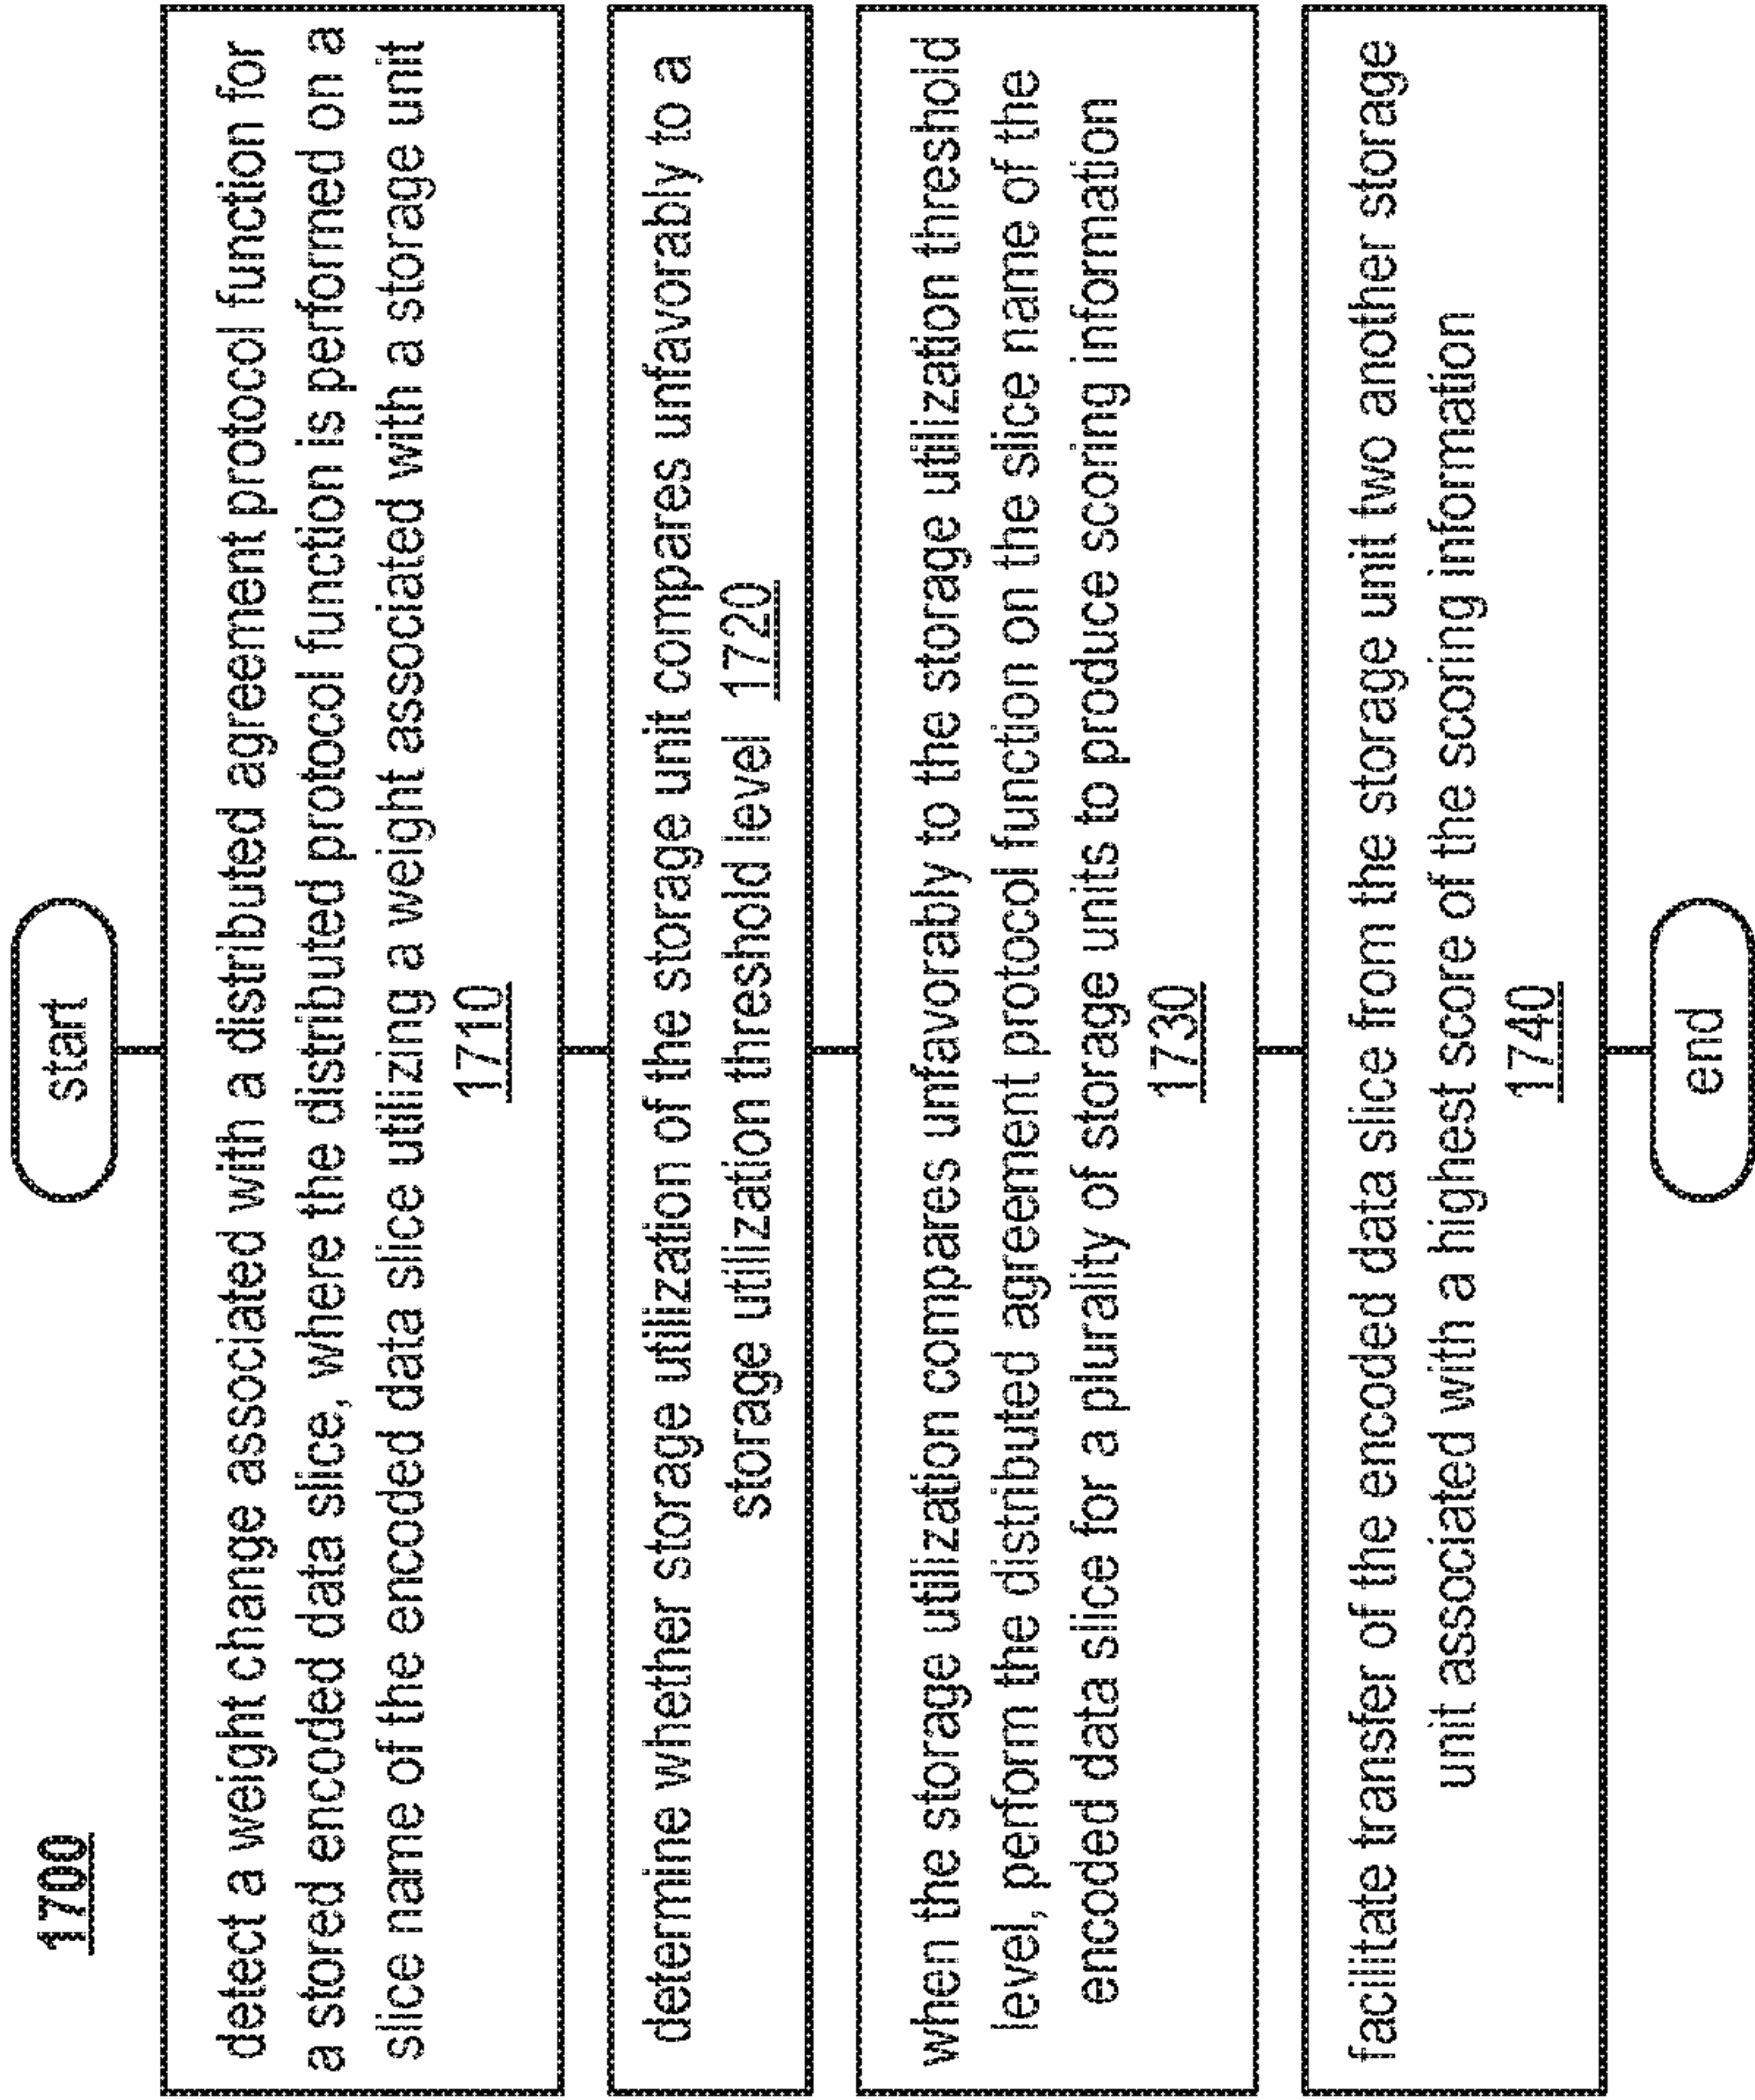 1700
start
detect a weight change associated with a distributed agreement protocol function for
a stored encoded data slice, where the distributed protocol function is performed on a
slice name of the encoded data slice utilizing a weight associated with a storage unit
1710
determine whether storage utilization of the storage unit compares unfavorably to a
storage utilization threshold level 1720
when the storage utilization compares unfavorably to the storage utilization threshold
level, perform the distributed agreement protocol function on the slice name of the
encoded data slice for a plurality of storage units to produce scoring information
1730
facilitate transfer of the encoded data slice from the storage unit two another storage
unit associated with a highest score of the scoring information
1740
end